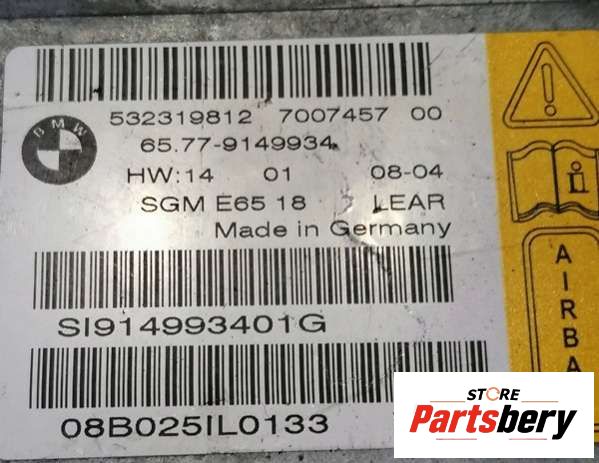 BMW
532319812 7007457 00
65.77-9149934
HW:14 01 08-04
SGM E65 18 LEAR
Made in Germany
SI914993401G
08B025IL0133
AIRBA
STORE
Partsbery